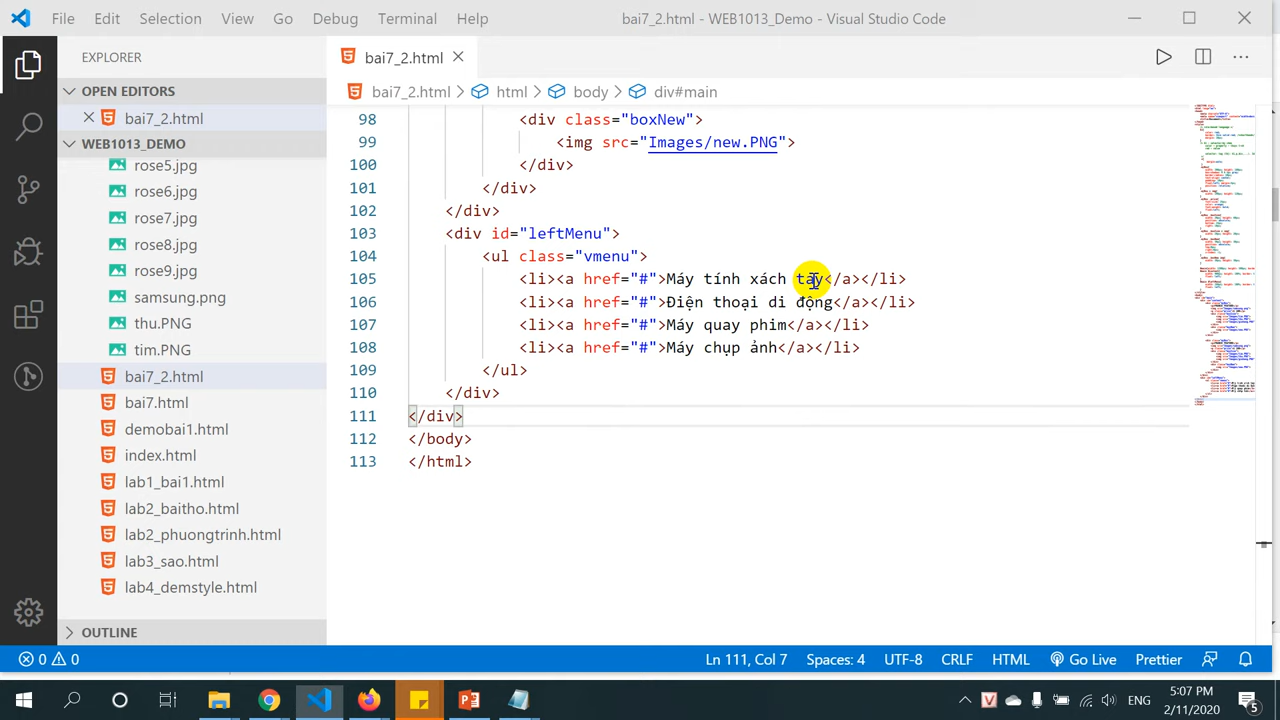 File Edit Selection View Go Debug Terminal Help bai7_2.html - WEB1013_Demo - Visual Studio Code
EXPLORER
bai7_2.html
OPEN EDITORS
bai7_2.html > html > body > div#main
bai7_2.html
WEB1013_DEMO
rose5.jpg
rose6.jpg
rose7.jpg
rose8.jpg
rose9.jpg
samsung.png
thu.PNG
tim.PNG
bai7_2.html
bai7.html
demobai1.html
index.html
lab1_bai1.html
lab2_baitho.html
lab2_phuongtrinh.html
lab3_sao.html
lab4_demstyle.html
OUTLINE
98 <div class="boxNew">
99 <img src="Images/new.PNG">
100 </div>
101 </div>
102 </div>
103 <div id="leftMenu">
104 <ul class="vmenu">
105 <li><a href="#">Máy tính xách tay</a></li>
106 <li><a href="#">Điện thoại di động</a></li>
107 <li><a href="#">Máy quay phim</a></li>
108 <li><a href="#">Máy chụp ảnh</a></li>
109 </ul>
110 </div>
111 </div>
112 </body>
113 </html>
0 0 Ln 111, Col 7 Spaces: 4 UTF-8 CRLF HTML Go Live Prettier
ENG 5:07 PM
2/11/2020 5